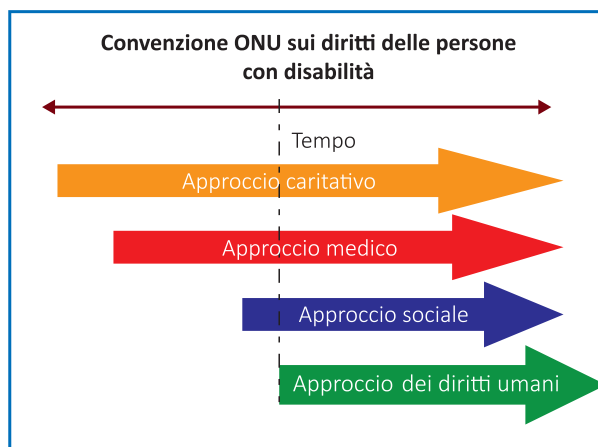 Convenzione ONU sui diritti delle persone
con disabilità
Tempo
Approccio caritativo
Approccio medico
Approccio sociale
Approccio dei diritti umani